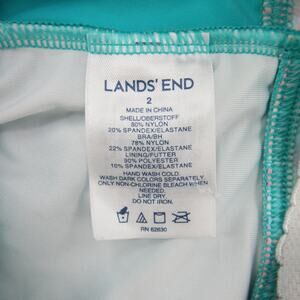 LANDS' END
2
MADE IN CHINA
SHELL/OBERSTOFF
80% NYLON
20% SPANDEX/ELASTANE
BRA/BH
78% NYLON
22% SPANDEX/ELASTANE
LINING/FUTTER
90% POLYESTER
10% SPANDEX/ELASTANE
HAND WASH COLD.
WASH DARK COLORS SEPARATELY.
ONLY NON-CHLORINE BLEACH WHEN
NEEDED.
LINE DRY.
DO NOT IRON.
RN 62630